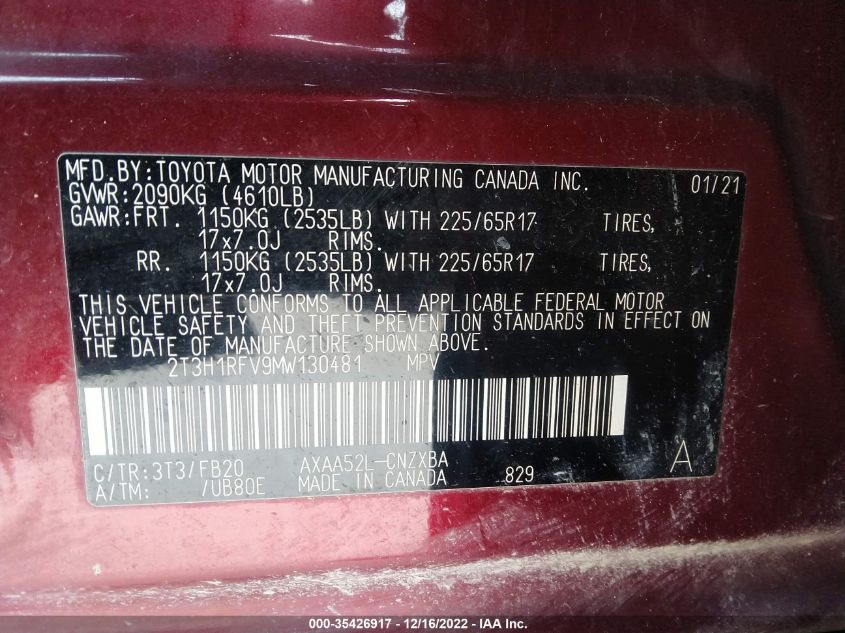 MFD.BY:TOYOTA MOTOR MANUFACTURING CANADA INC. 01/21
GVWR:2090KG (4610LB)
GAWR:FRT. 1150KG (2535LB) WITH 225/65R17 TIRES,
17x7.0J RIMS.
RR. 1150KG (2535LB) WITH 225/65R17 TIRES,
17x7.0J RIMS.
THIS VEHICLE CONFORMS TO ALL APPLICABLE FEDERAL MOTOR
VEHICLE SAFETY AND THEFT PREVENTION STANDARDS IN EFFECT ON
THE DATE OF MANUFACTURE SHOWN ABOVE.
2T3H1RFV9MW130481 MPV
C/TR:3T3/FB20 AXAA52L-CNZXBA A
A/TM: /UB80E MADE IN CANADA 829
000-35426917 - 12/16/2022 - IAA Inc.